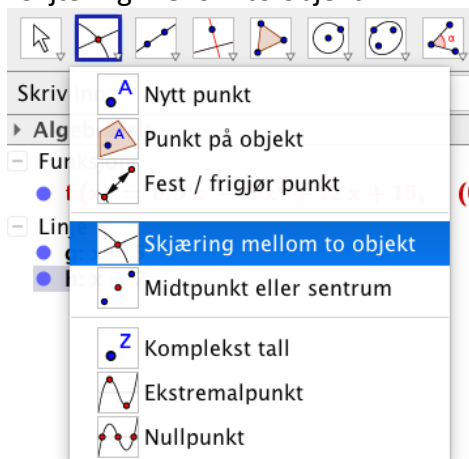 Skriv
Nytt punkt
Alg
Punkt på objekt
Fun
Fest / frigjør punkt
Linje
Skjæring mellom to objekt
g:
h:
Midtpunkt eller sentrum
Komplekst tall
Ekstremalpunkt
Nullpunkt